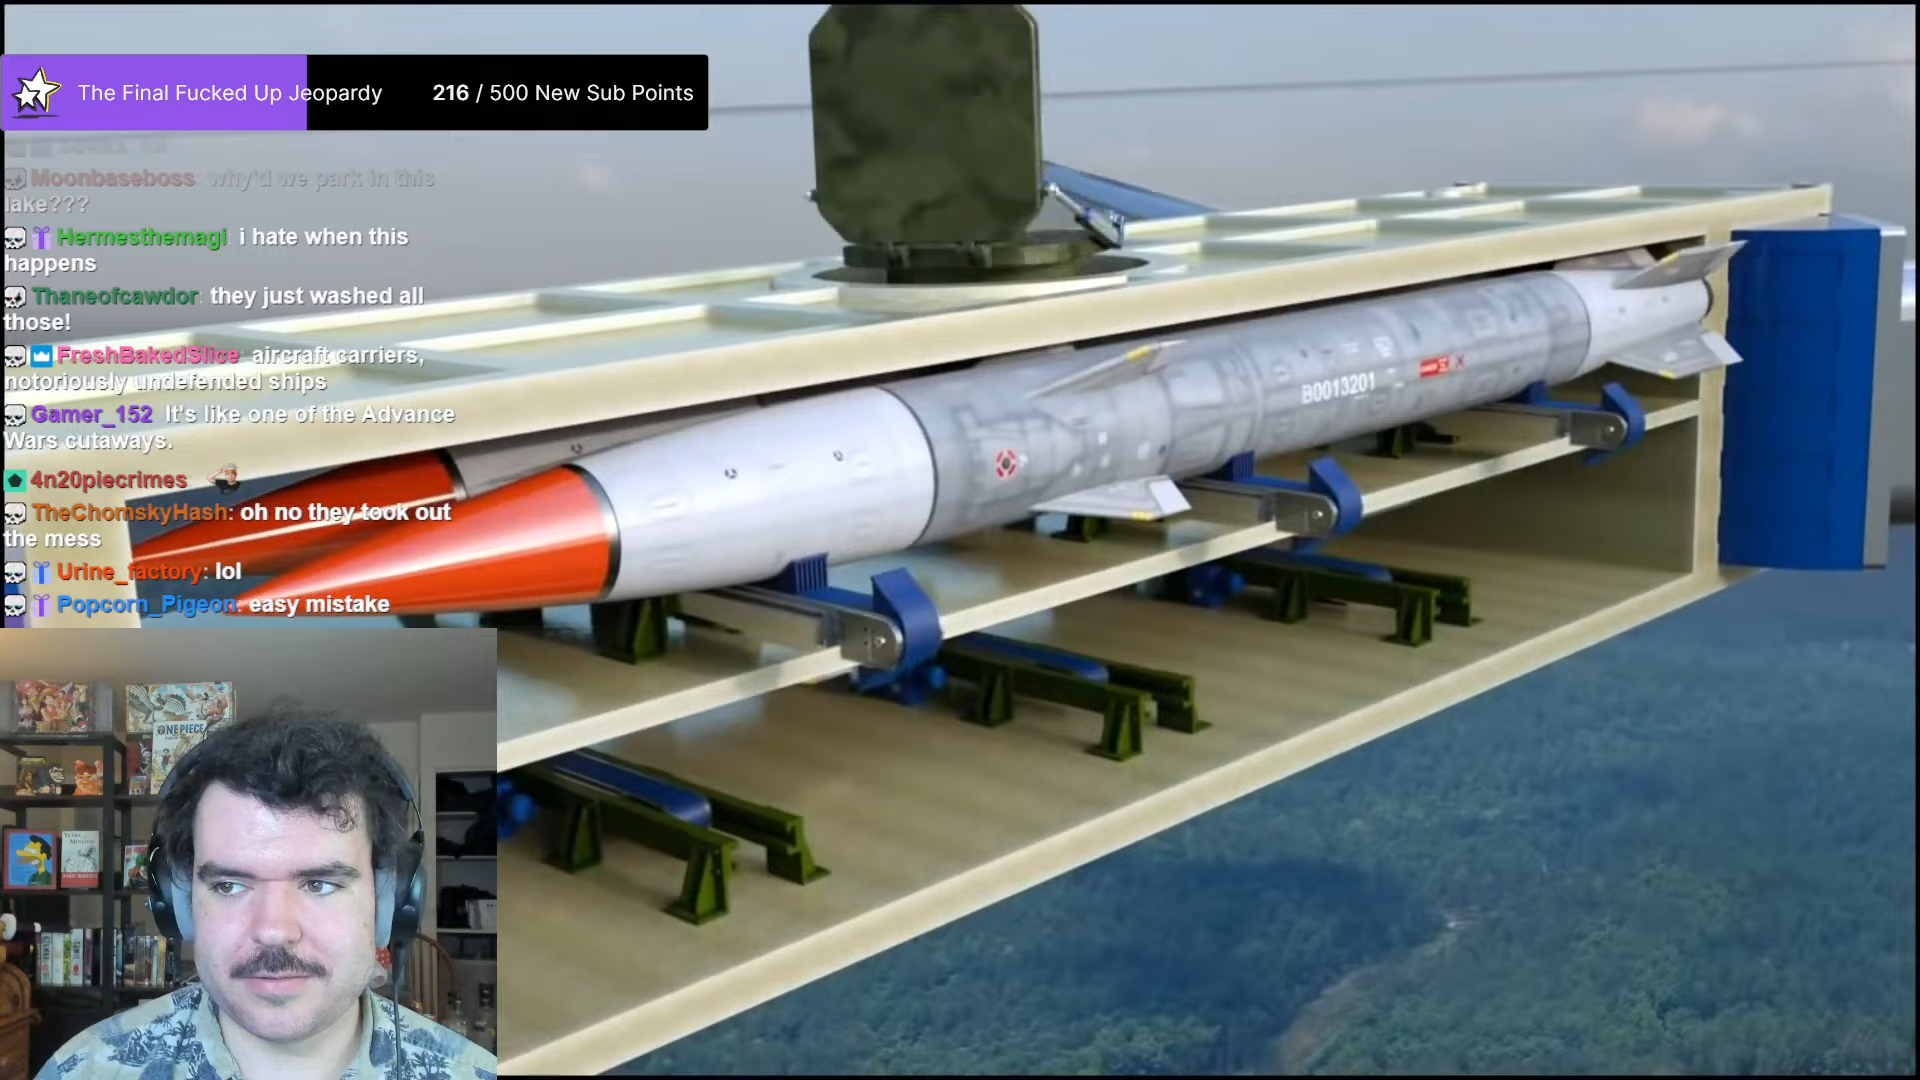 The Final Fucked Up Jeopardy 216 / 500 New Sub Points
Moonbaseboss: why'd we park in this
lake???
Hermesthemagi: i hate when this
happens
Thaneofcawdor: they just washed all
those!
FreshBakedSlice: aircraft carriers,
notoriously undefended ships
Gamer_152 It's like one of the Advance
Wars cutaways.
4n20piecrimes
TheChomskyHash: oh no they took out
the mess
Urine_factory: lol
Popcorn_Pigeon: easy mistake
B0013201
ONE PIECE